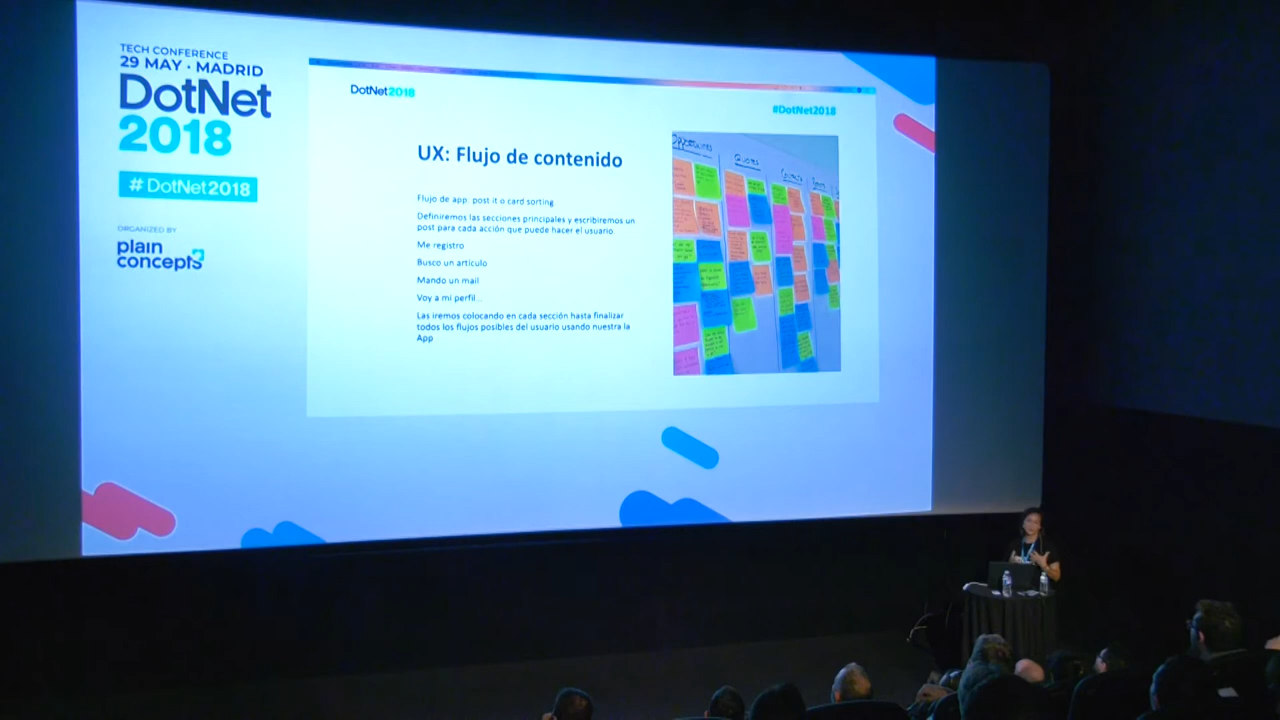 TECH CONFERENCE
29 MAY · MADRID
DotNet
2018
# DotNet2018
ORGANIZED BY
plain
concepts
DotNet2018
#DotNet2018
UX: Flujo de contenido
Flujo de app: post it o card sorting
Definiremos las secciones principales y escribiremos un
post para cada acción que puede hacer el usuario.
Me registro
Busco un artículo
Mando un mail
Voy a mi perfil...
Las iremos colocando en cada sección hasta finalizar
todos los flujos posibles del usuario usando nuestra la
App
Quotes